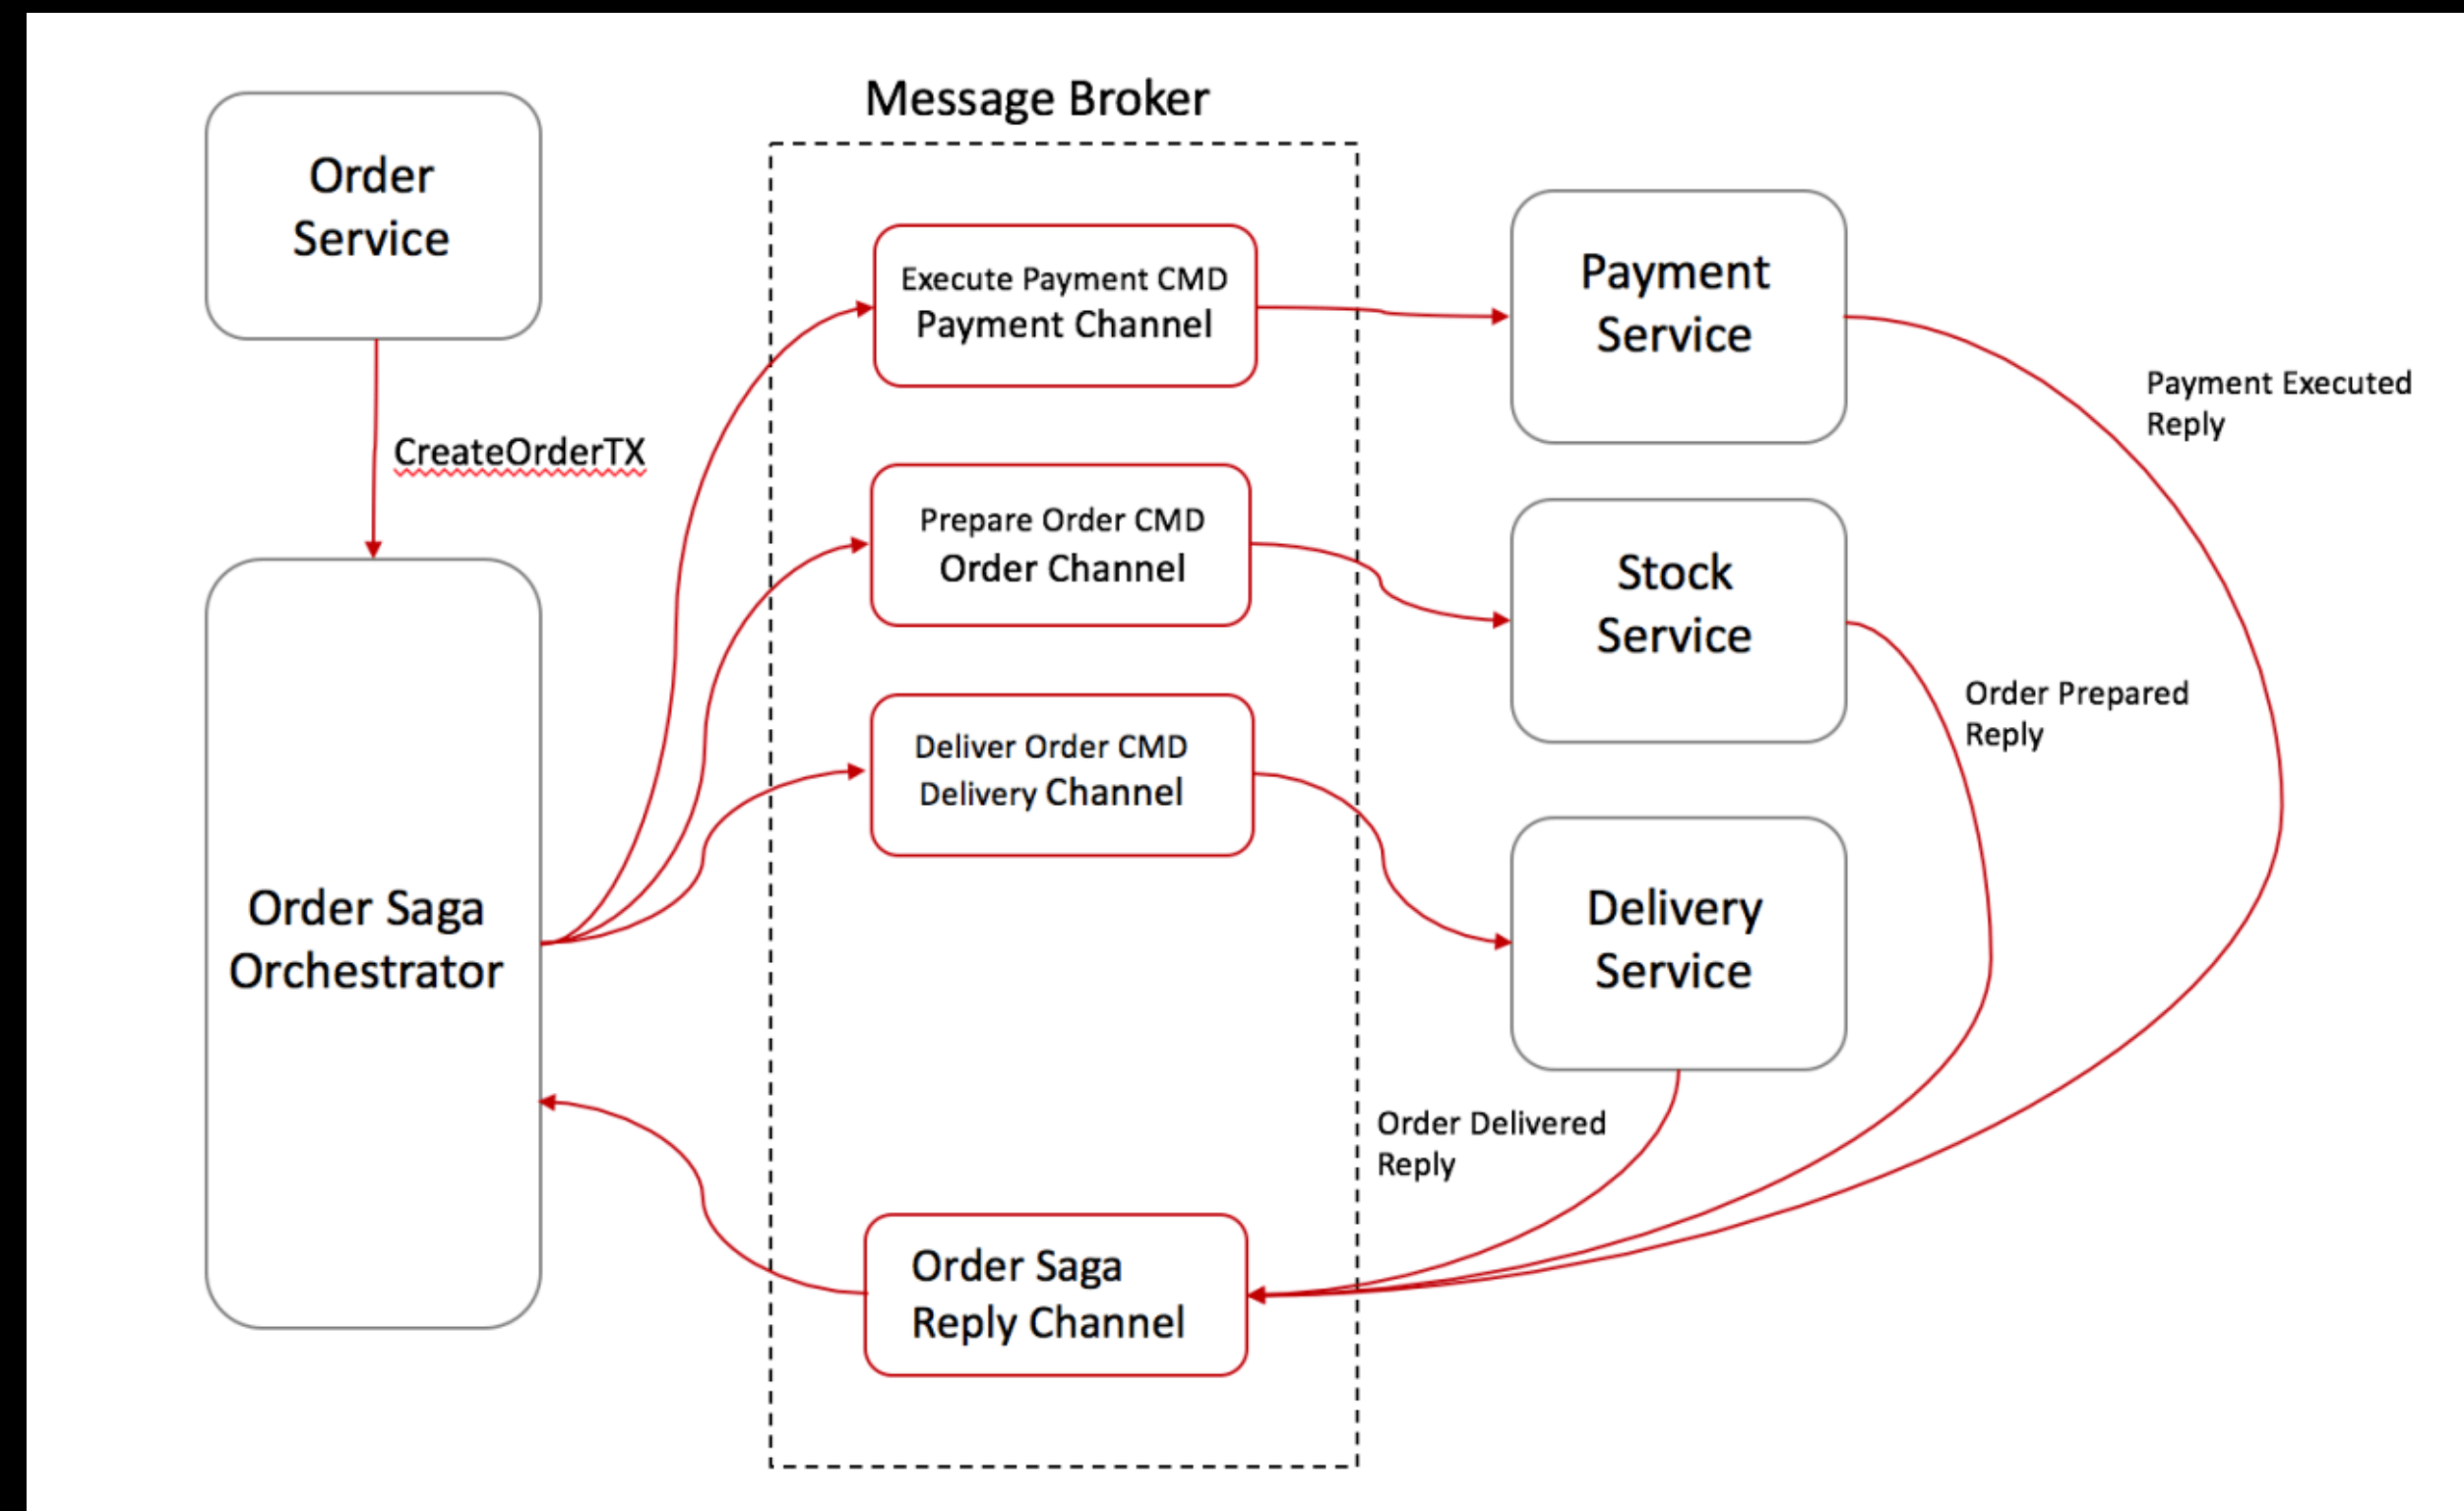 Message Broker
Order
Service
CreateOrderTX
Order Saga
Orchestrator
Execute Payment CMD
Payment Channel
Prepare Order CMD
Order Channel
Deliver Order CMD
Delivery Channel
Order Saga
Reply Channel
Payment
Service
Stock
Service
Delivery
Service
Payment Executed
Reply
Order Prepared
Reply
Order Delivered
Reply